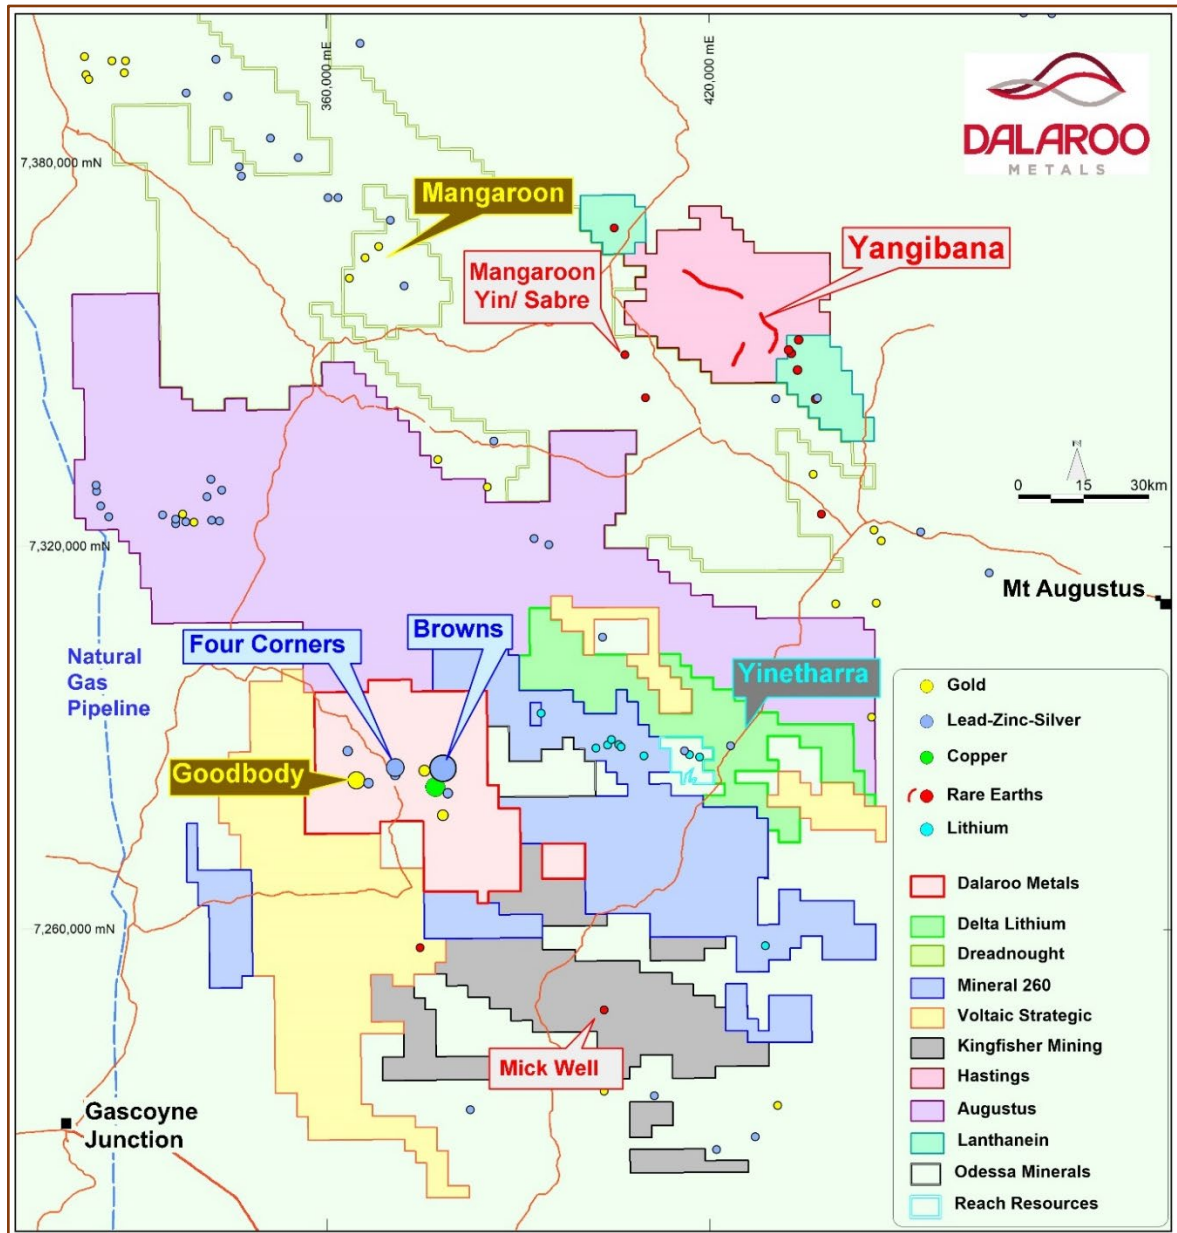 360,000 mE
420,000 mE
DALAROO
METALS
7,380,000 mN
Mangaroon
Yangibana
Mangaroon
Yin/ Sabre
N
0 15 30km
7,320,000 mN
Mt Augustus
Four Corners
Browns
Natural
Gas
Pipeline
Yinetharra
Goodbody
Gold
Lead-Zinc-Silver
Copper
Rare Earths
Lithium
Dalaroo Metals
Delta Lithium
Dreadnought
Mineral 260
Voltaic Strategic
Kingfisher Mining
Hastings
Augustus
Lanthanein
Odessa Minerals
Reach Resources
7,260,000 mN
Mick Well
Gascoyne
Junction